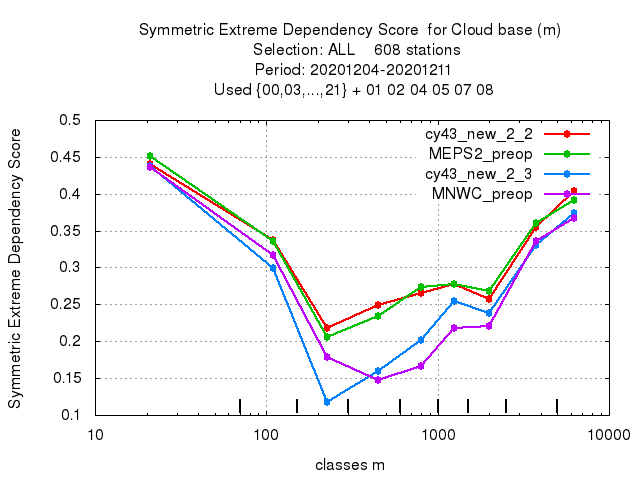 Symmetric Extreme Dependency Score  for Cloud base (m)
Selection: ALL    608 stations
Period: 20201204-20201211
Used {00,03,...,21} + 01 02 04 05 07 08
Symmetric Extreme Dependency Score
0.5
0.45
0.4
0.35
0.3
0.25
0.2
0.15
0.1
cy43_new_2_2
MEPS2_preop
cy43_new_2_3
MNWC_preop
10 100 1000 10000
classes m